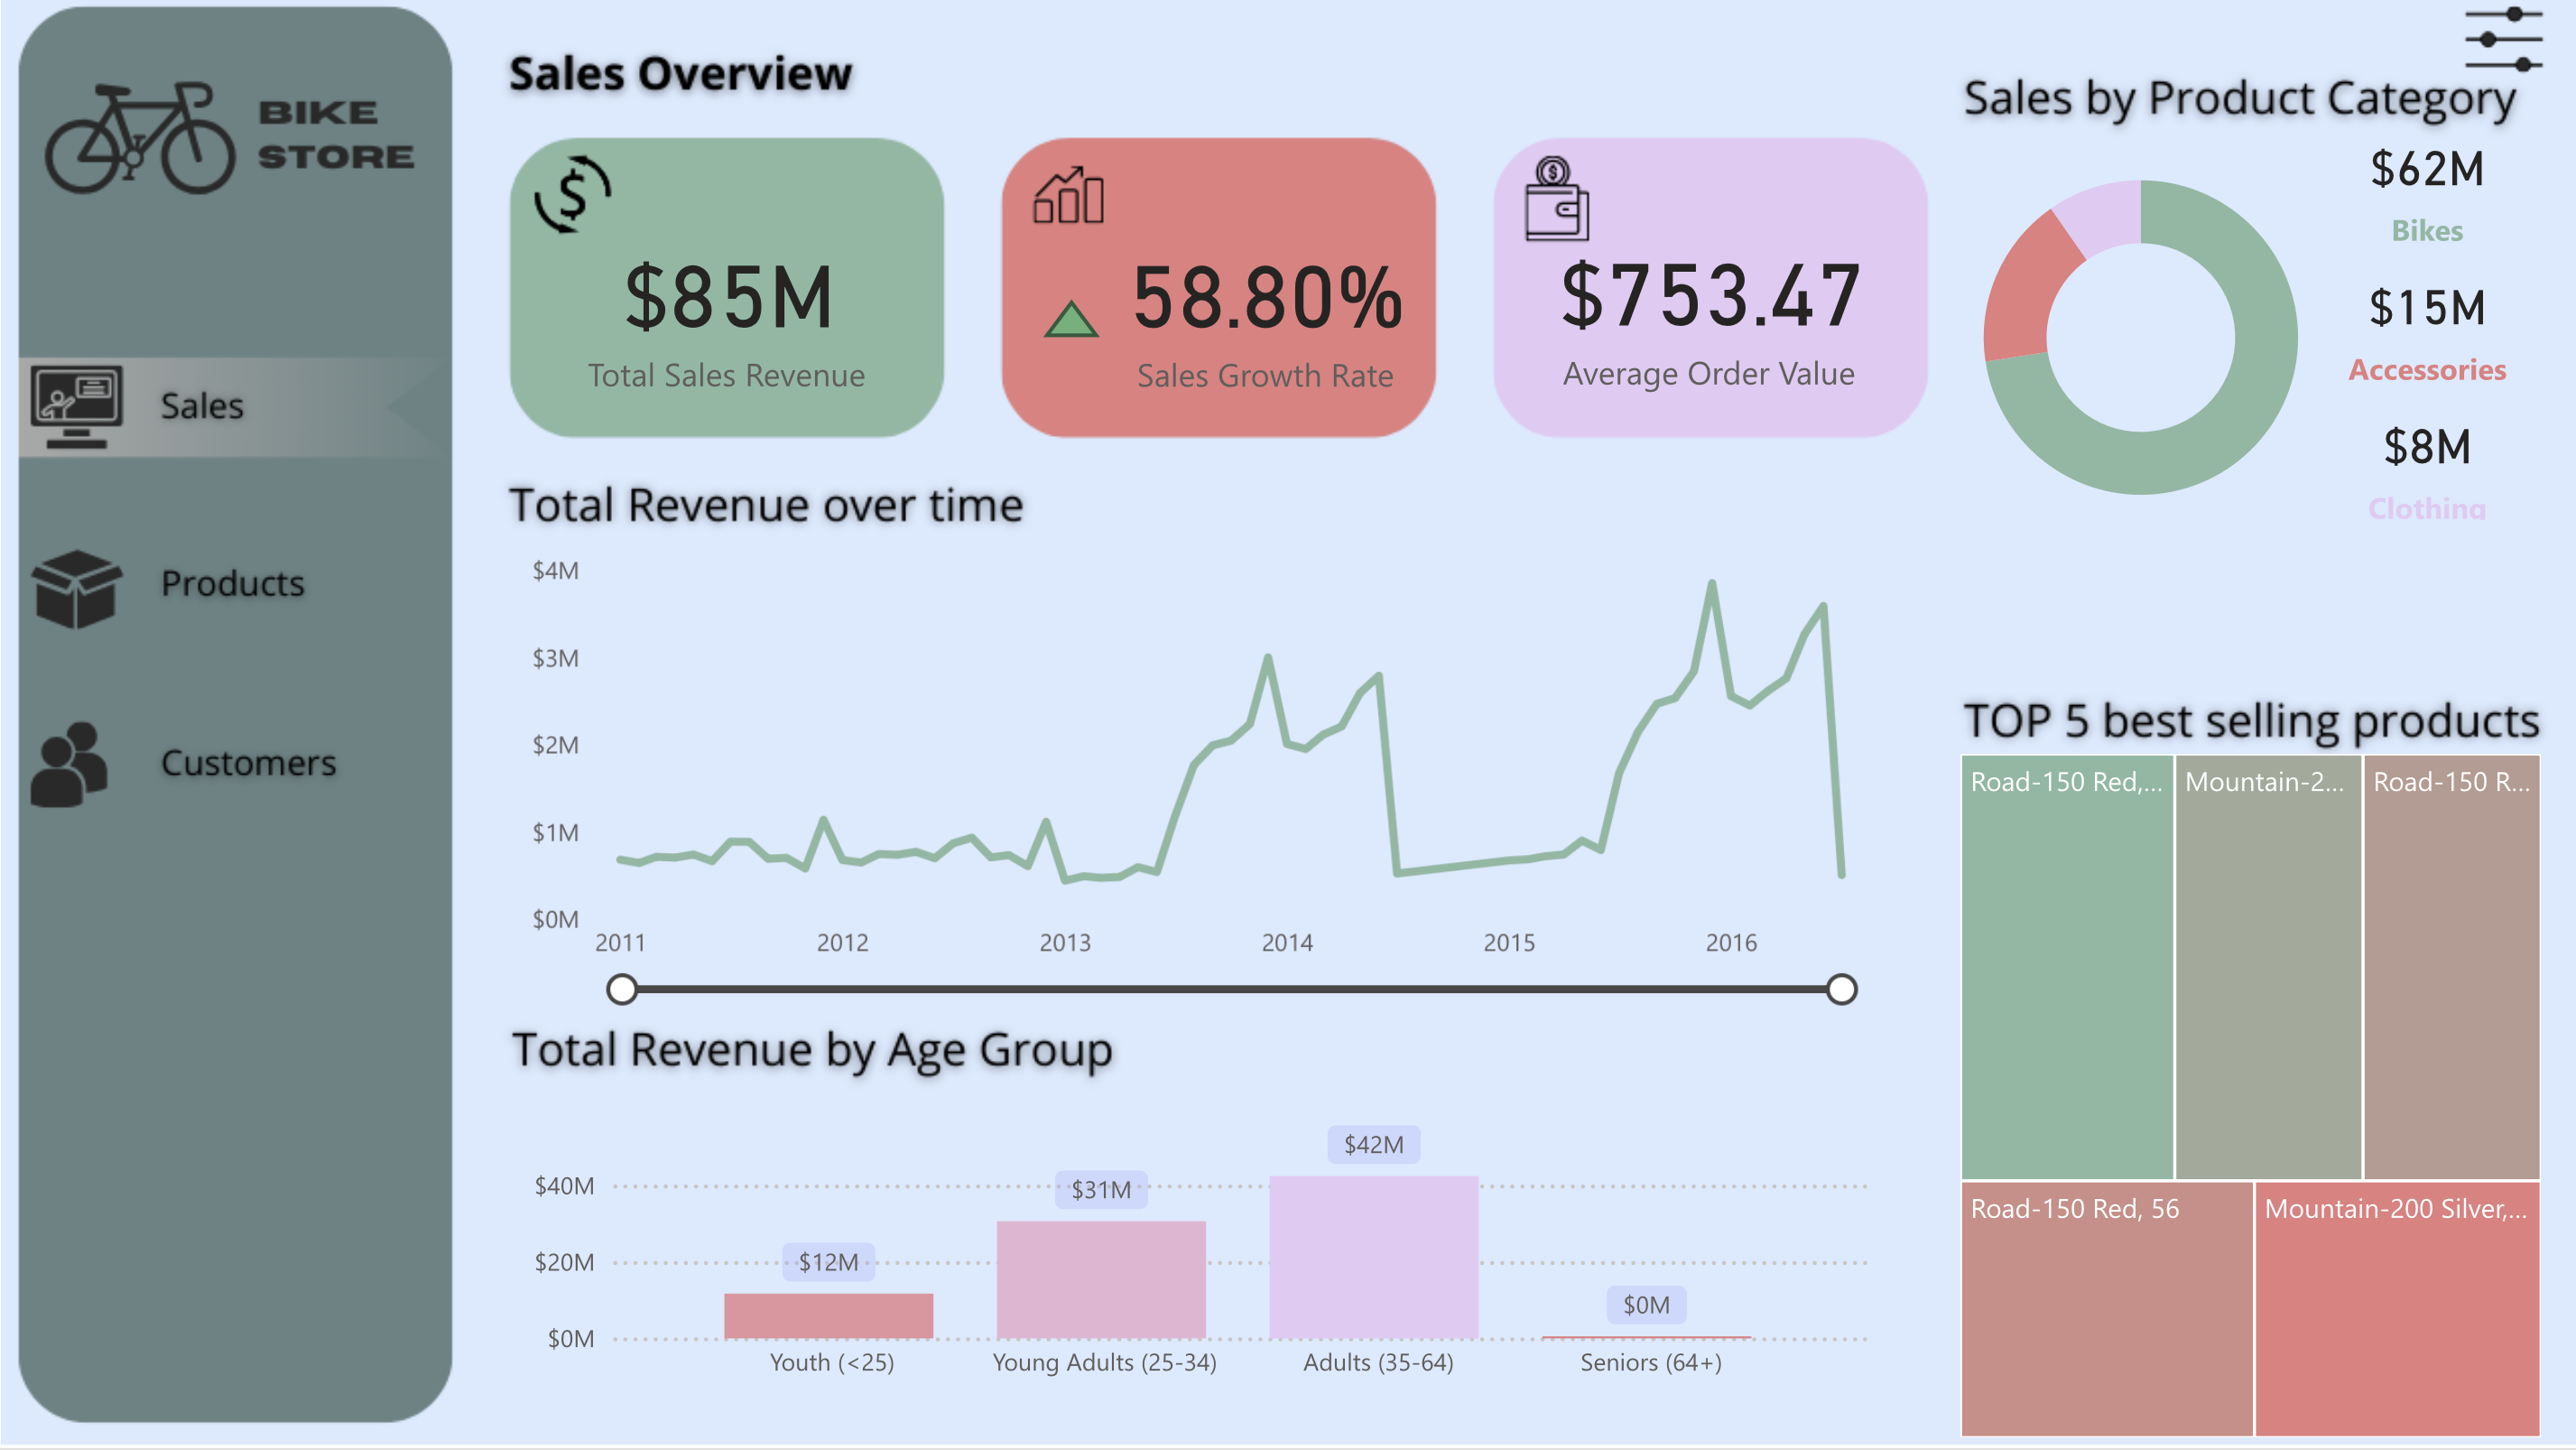 BIKE
STORE
Sales
Products
Customers
Sales Overview
$85M
Total Sales Revenue
58.80%
Sales Growth Rate
$753.47
Average Order Value
Sales by Product Category
$62M
Bikes
$15M
Accessories
$8M
Clothing
Total Revenue over time
$4M
$3M
$2M
$1M
$0M
2011 2012 2013 2014 2015 2016
Total Revenue by Age Group
$40M
$20M
$0M
$12M
$31M
$42M
$0M
Youth (<25) Young Adults (25-34) Adults (35-64) Seniors (64+)
TOP 5 best selling products
Road-150 Red,... Mountain-2... Road-150 R...
Road-150 Red, 56 Mountain-200 Silver,...